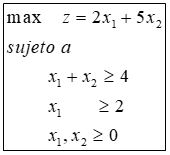 max z = 2x₁ + 5x₂
sujeto a
x₁ + x₂ ≥ 4
x₁ ≥ 2
x₁, x₂ ≥ 0